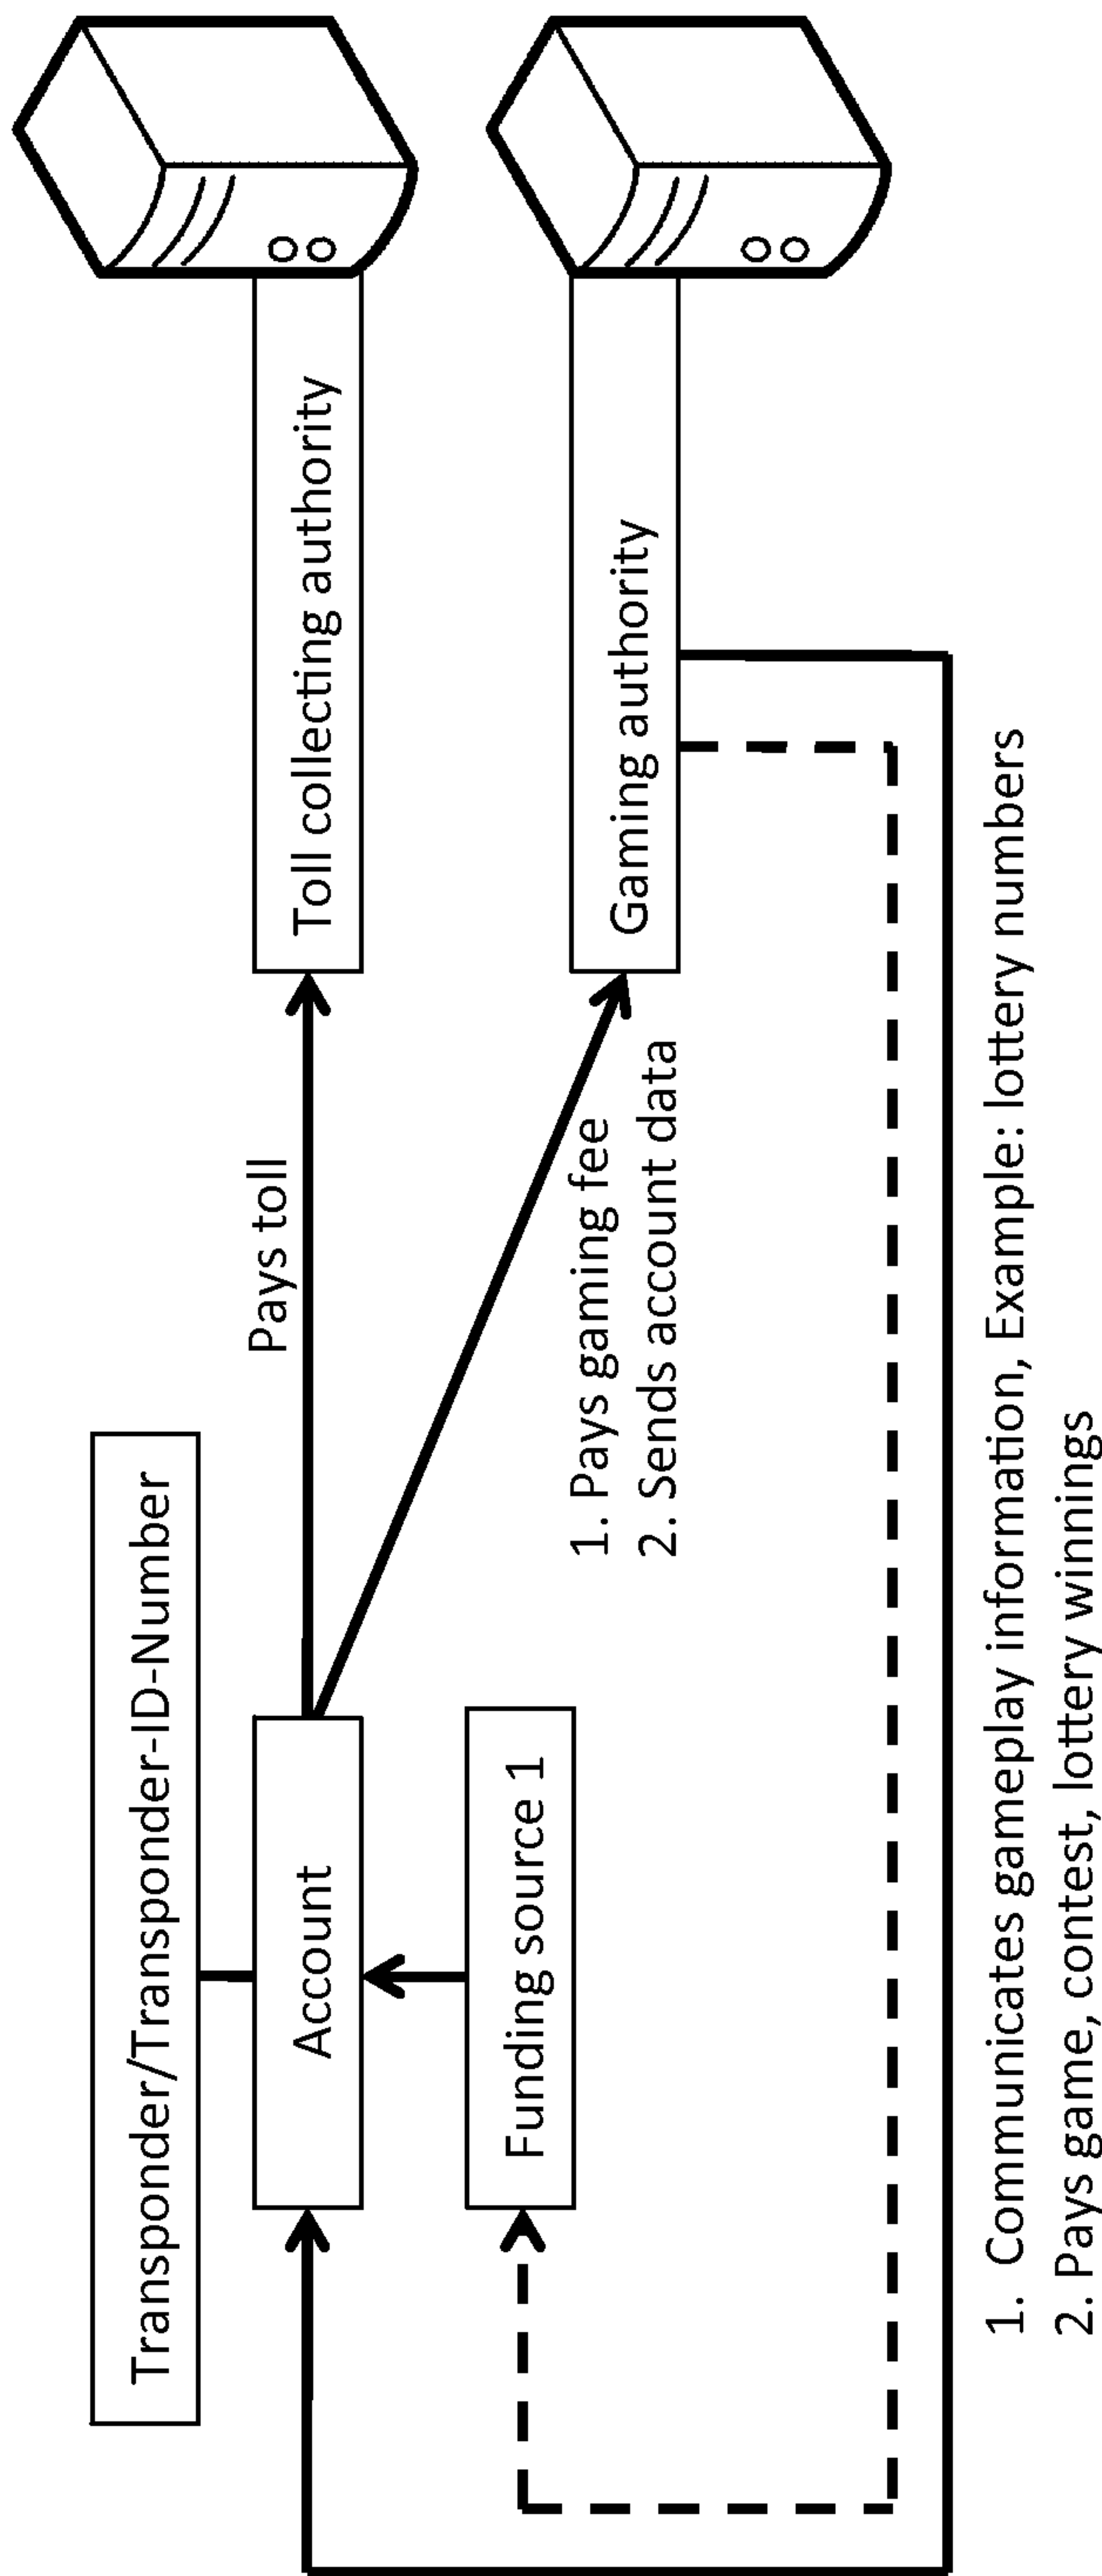 Transponder/Transponder-ID-Number
Pays toll
Account
Toll collecting authority
Funding source 1
1. Pays gaming fee
2. Sends account data
Gaming authority
1. Communicates gameplay information, Example: lottery numbers
2. Pays game, contest, lottery winnings